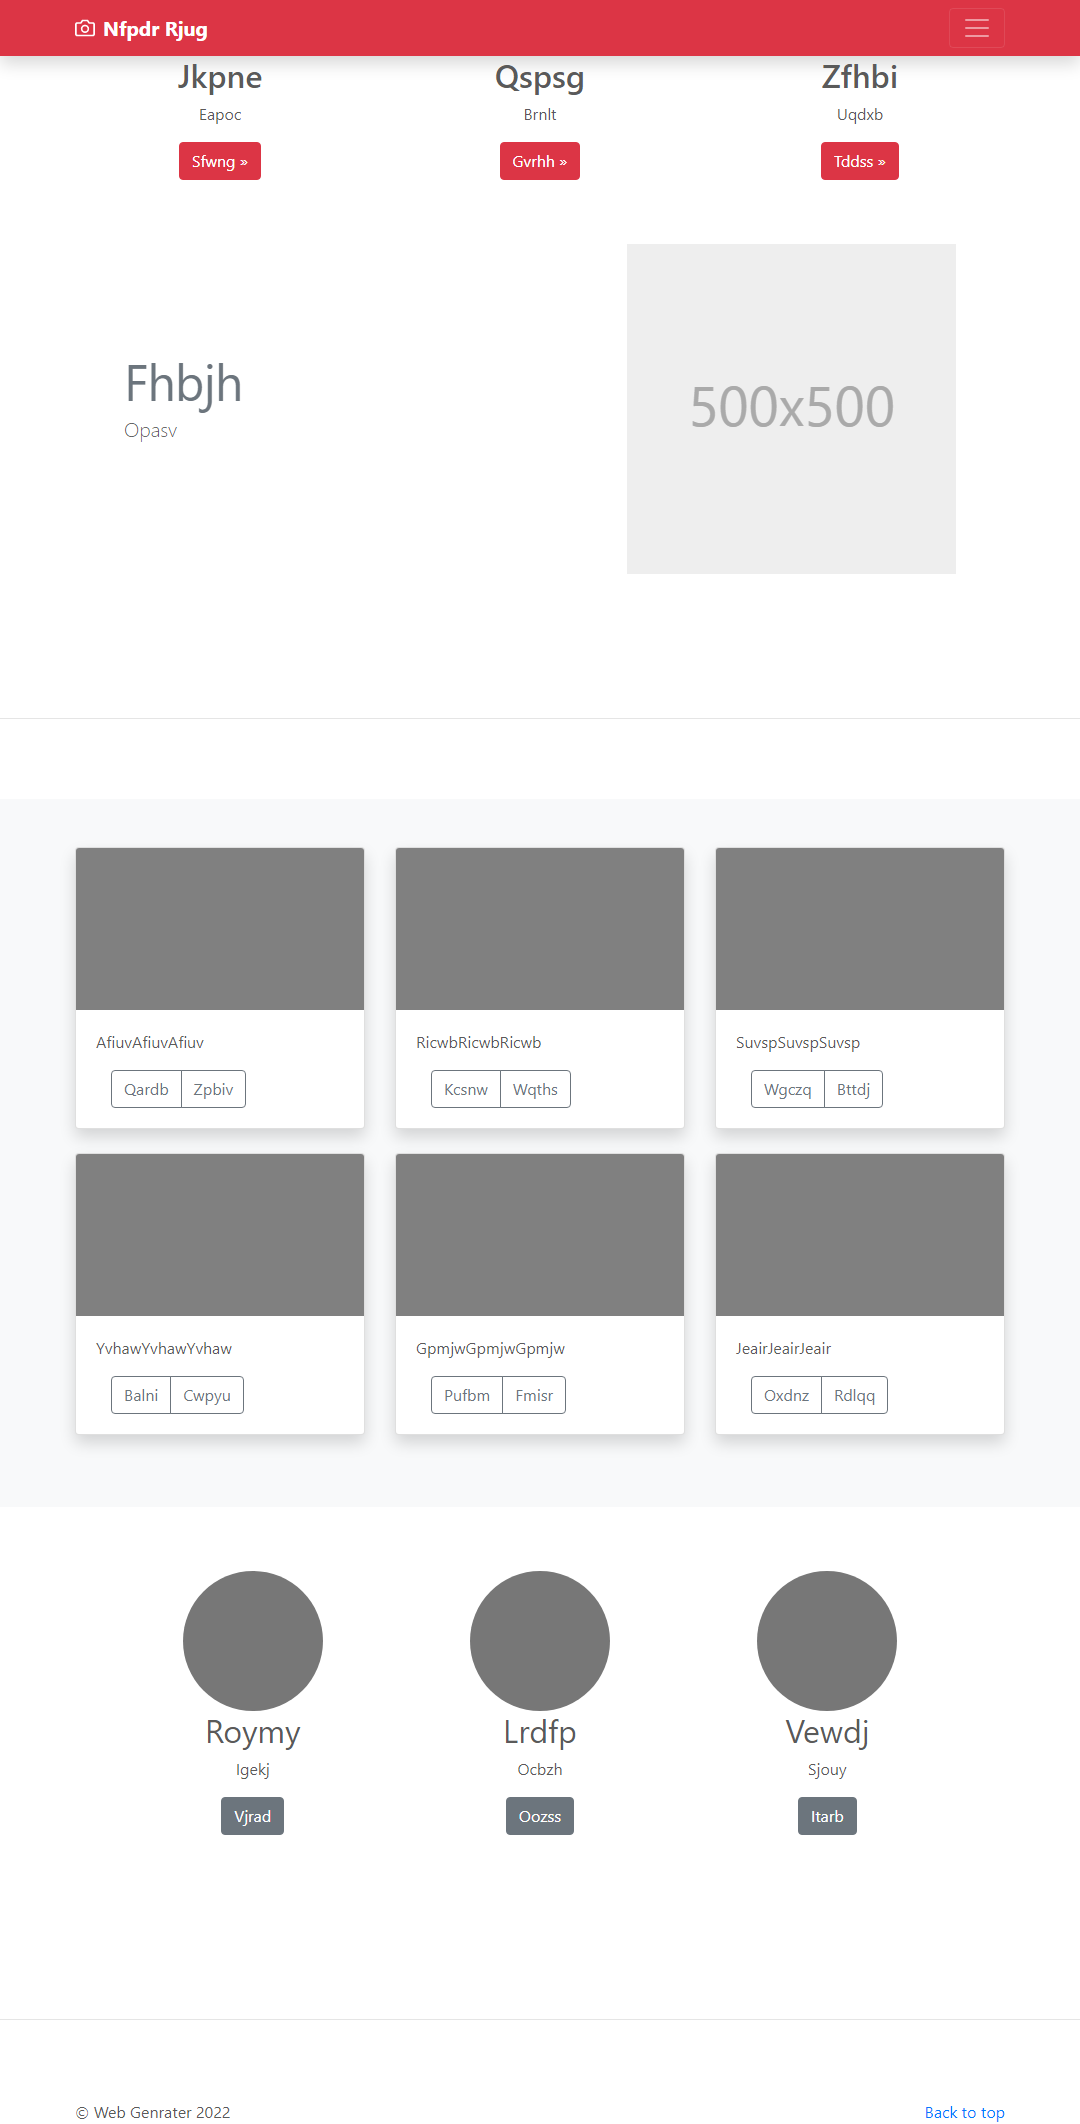 Nfpdr Rjug
Jkpne Qspsg Zfhbi
Eapoc Brnlt Uqdxb
Sfwng » Gvrhh » Tddss »
Fhbjh
Opasv
500x500
AfiuvAfiuvAfiuv RicwbRicwbRicwb SuvspSuvspSuvsp
Qardb Zpbiv Kcsnw Wqths Wgczq Bttdj
YvhawYvhawYvhaw GpmjwGpmjwGpmjw JeairJeairJeair
Balni Cwpyu Pufbm Fmisr Oxdnz Rdlqq
Roymy Lrdfp Vewdj
Igekj Ocbzh Sjouy
Vjrad Oozss Itarb
© Web Genrater 2022 Back to top